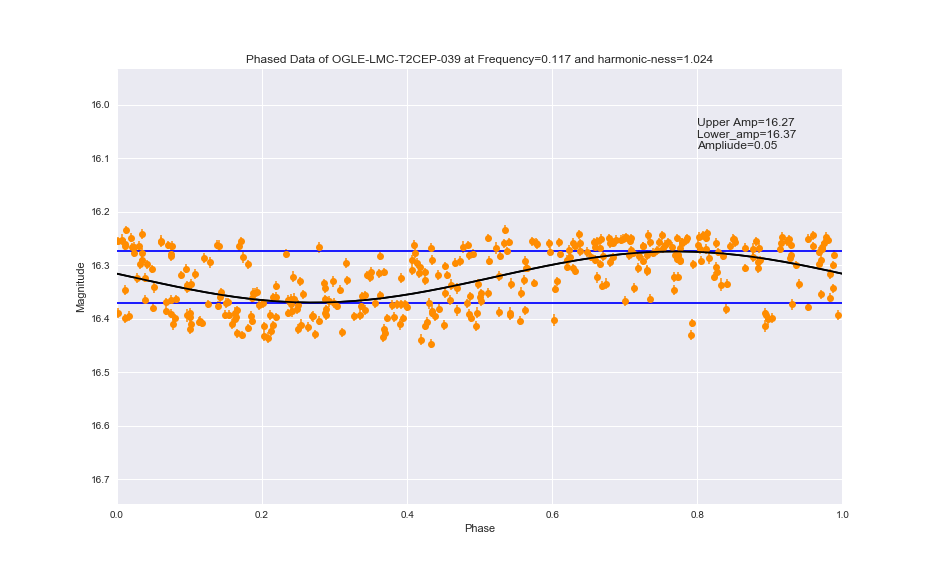 Phased Data of OGLE-LMC-T2CEP-039 at Frequency=0.117 and harmonic-ness=1.024
Upper Amp=16.27
Lower_amp=16.37
Ampliude=0.05
Magnitude
16.0
16.1
16.2
16.3
16.4
16.5
16.6
16.7
0.0 0.2 0.4 0.6 0.8 1.0
Phase